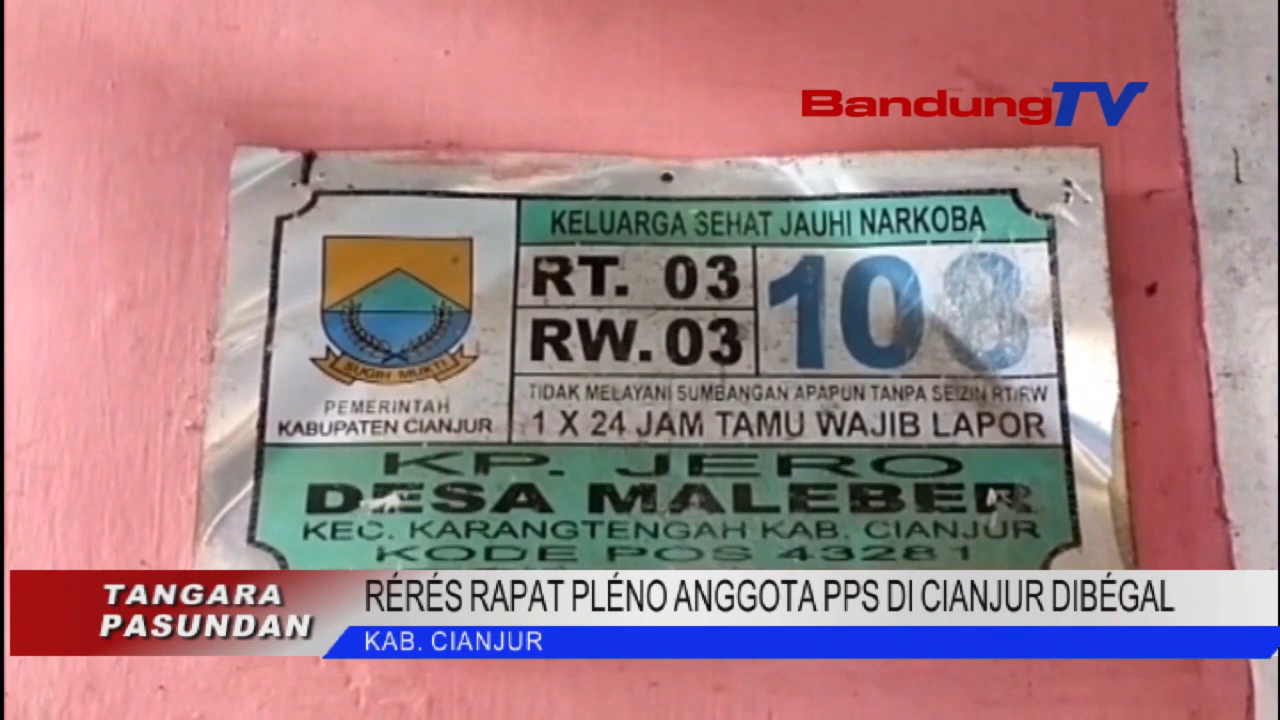 BandungTV
KELUARGA SEHAT JAUHI NARKOBA
RT. 03
RW. 03
108
SUGIH MUKTI
PEMERINTAH
KABUPATEN CIANJUR
TIDAK MELAYANI SUMBANGAN APAPUN TANPA SEIZIN RT/RW
1 X 24 JAM TAMU WAJIB LAPOR
KP. JERO
DESA MALEBER
KEC. KARANGTENGAH KAB. CIANJUR
KODE POS 43281
TANGARA
PASUNDAN
RÉRÉS RAPAT PLÉNO ANGGOTA PPS DI CIANJUR DIBÉGAL
KAB. CIANJUR